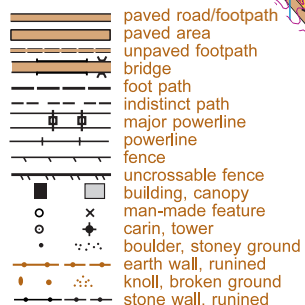 paved road/footpath
paved area
unpaved footpath
bridge
foot path
indistinct path
major powerline
powerline
fence
uncrossable fence
building, canopy
man-made feature
carin, tower
boulder, stoney ground
earth wall, runined
knoll, broken ground
stone wall, runined